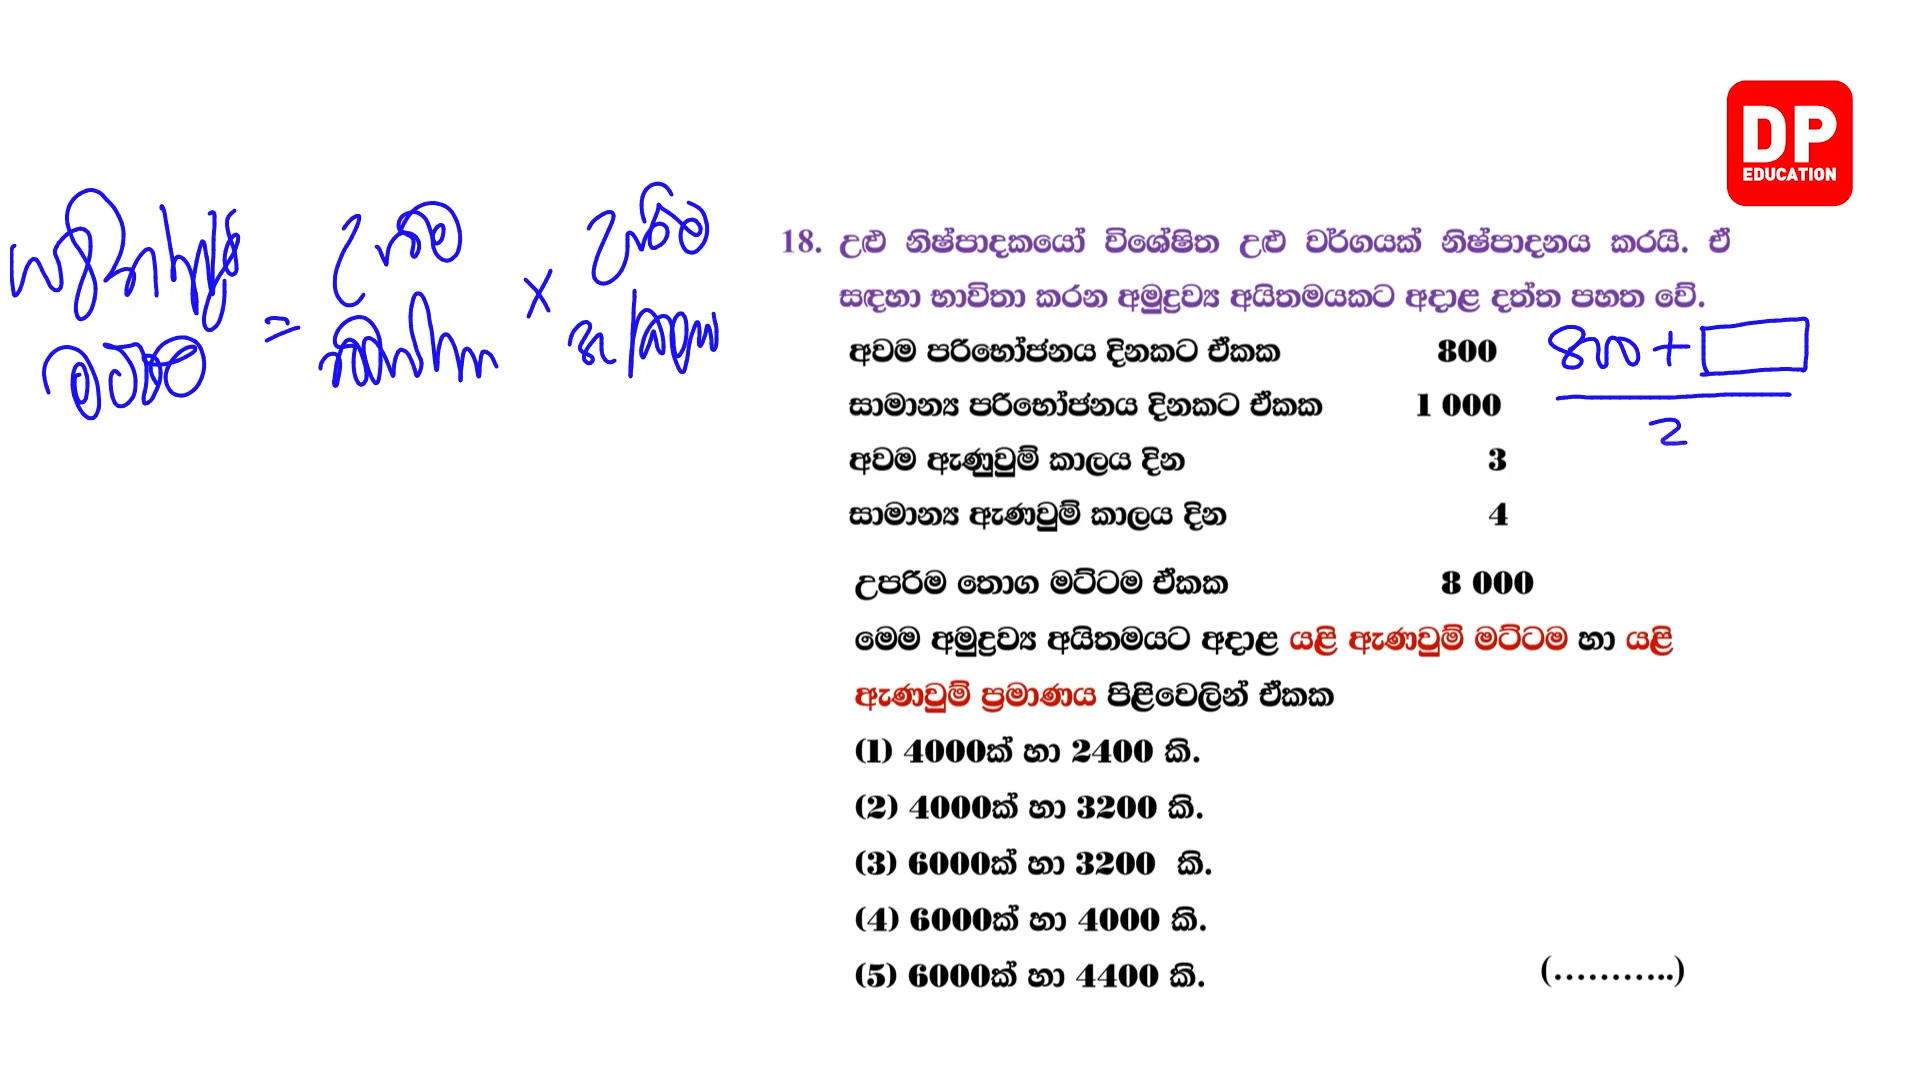 DP
EDUCATION
18. උළු නිෂ්පාදකයෝ විශේෂිත උළු වර්ගයක් නිෂ්පාදනය කරයි. ඒ
සඳහා භාවිතා කරන අමුද්‍රව්‍ය අයිතමයකට අදාළ දත්ත පහත වේ.
අවම පරිභෝජනය දිනකට ඒකක 800
සාමාන්‍ය පරිභෝජනය දිනකට ඒකක 1 000
අවම ඇණුවුම් කාලය දින 3
සාමාන්‍ය ඇණවුම් කාලය දින 4
උපරිම තොග මට්ටම ඒකක 8 000
මෙම අමුද්‍රව්‍ය අයිතමයට අදාළ යළි ඇණවුම් මට්ටම හා යළි
ඇණවුම් ප්‍රමාණය පිළිවෙලින් ඒකක
(1) 4000ක් හා 2400 කි.
(2) 4000ක් හා 3200 කි.
(3) 6000ක් හා 3200 කි.
(4) 6000ක් හා 4000 කි.
(5) 6000ක් හා 4400 කි.
(...........)
800 +
2
= ×